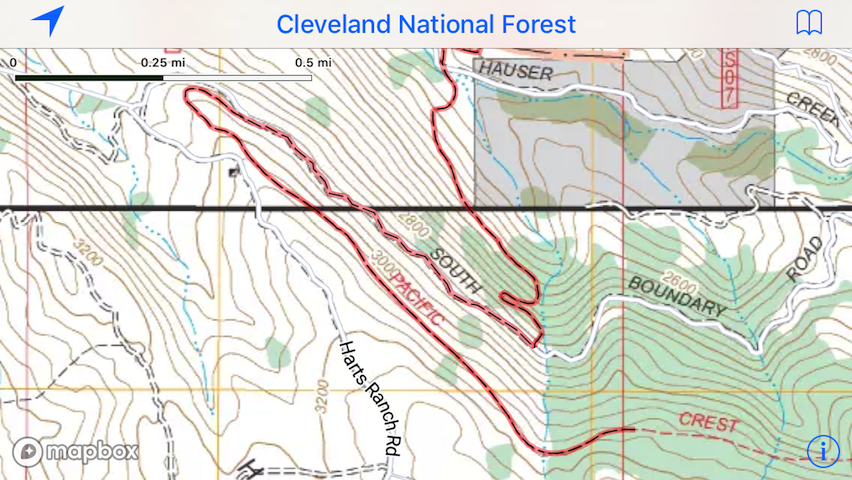 Cleveland National Forest
0
0.25 mi
0.5 mi
HAUSER
S07
2800
CREEK
2800
3200
SOUTH
3000
PACIFIC
2600
BOUNDARY
ROAD
Harts Ranch Rd
3200
CREST
mapbox
i